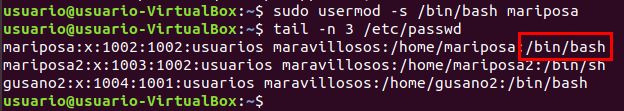 usuario@usuario-VirtualBox:~$ sudo usermod -s /bin/bash mariposa
usuario@usuario-VirtualBox:~$ tail -n 3 /etc/passwd
mariposa:x:1002:1002:usuarios maravillosos:/home/mariposa:/bin/bash
mariposa2:x:1003:1002:usuarios maravillosos:/home/mariposa2:/bin/sh
gusano2:x:1004:1001:usuarios maravillosos:/home/gusano2:/bin/bash
usuario@usuario-VirtualBox:~$